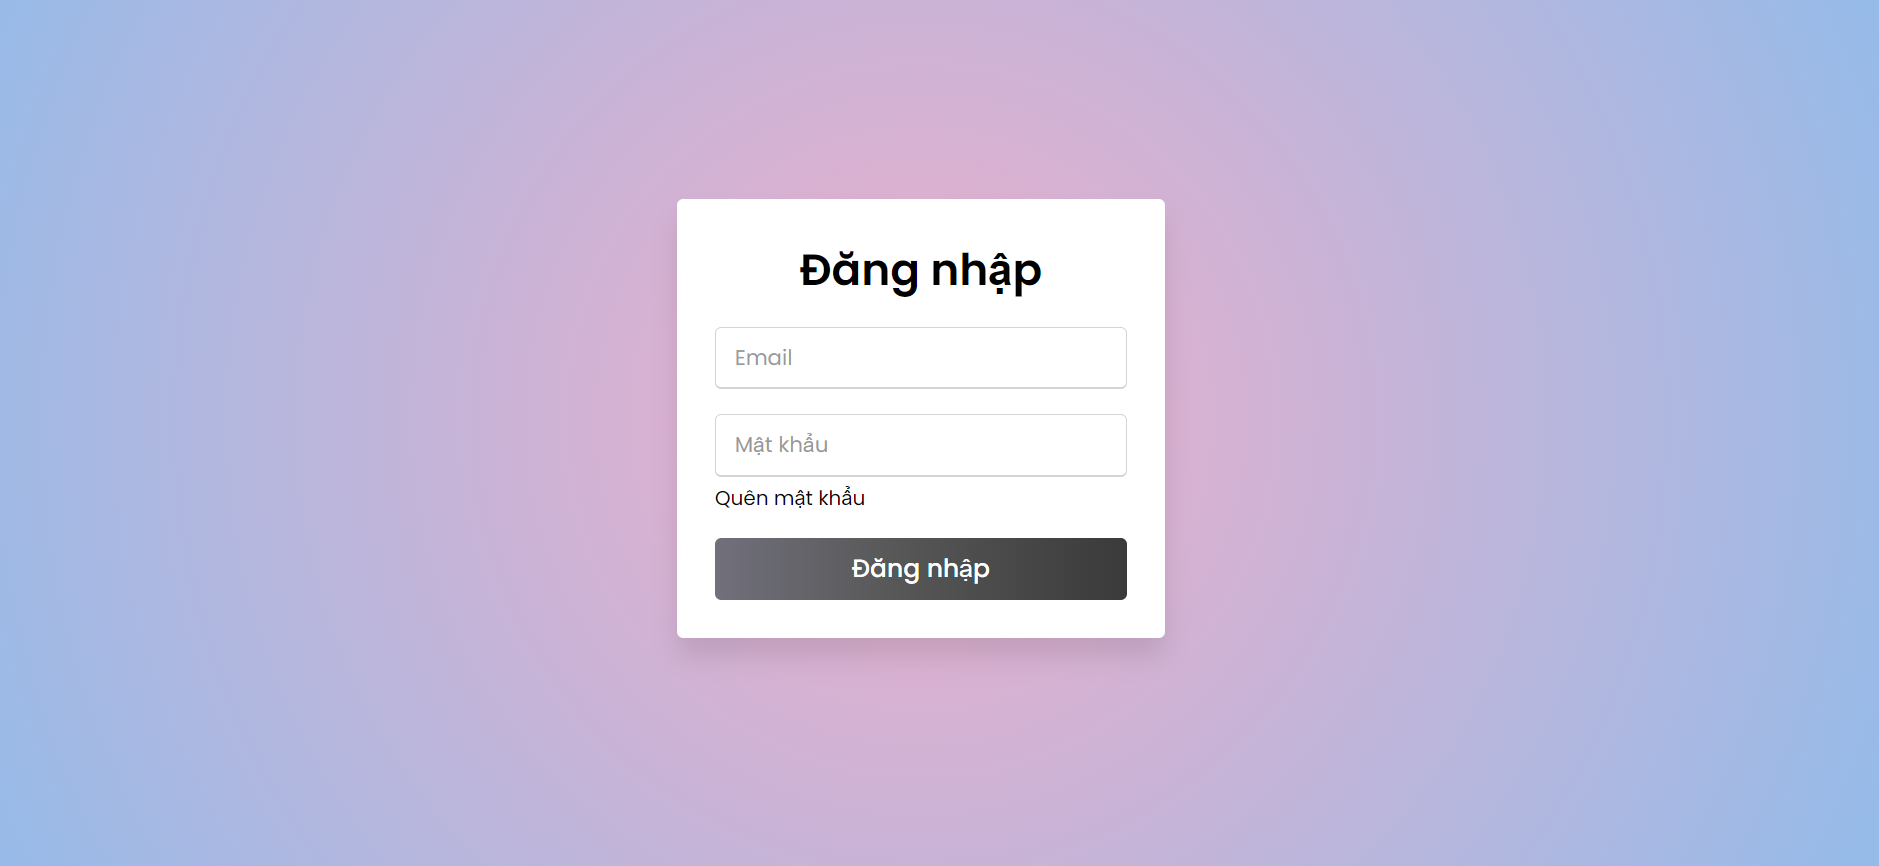 Đăng nhập
Email
Mật khẩu
Quên mật khẩu
Đăng nhập